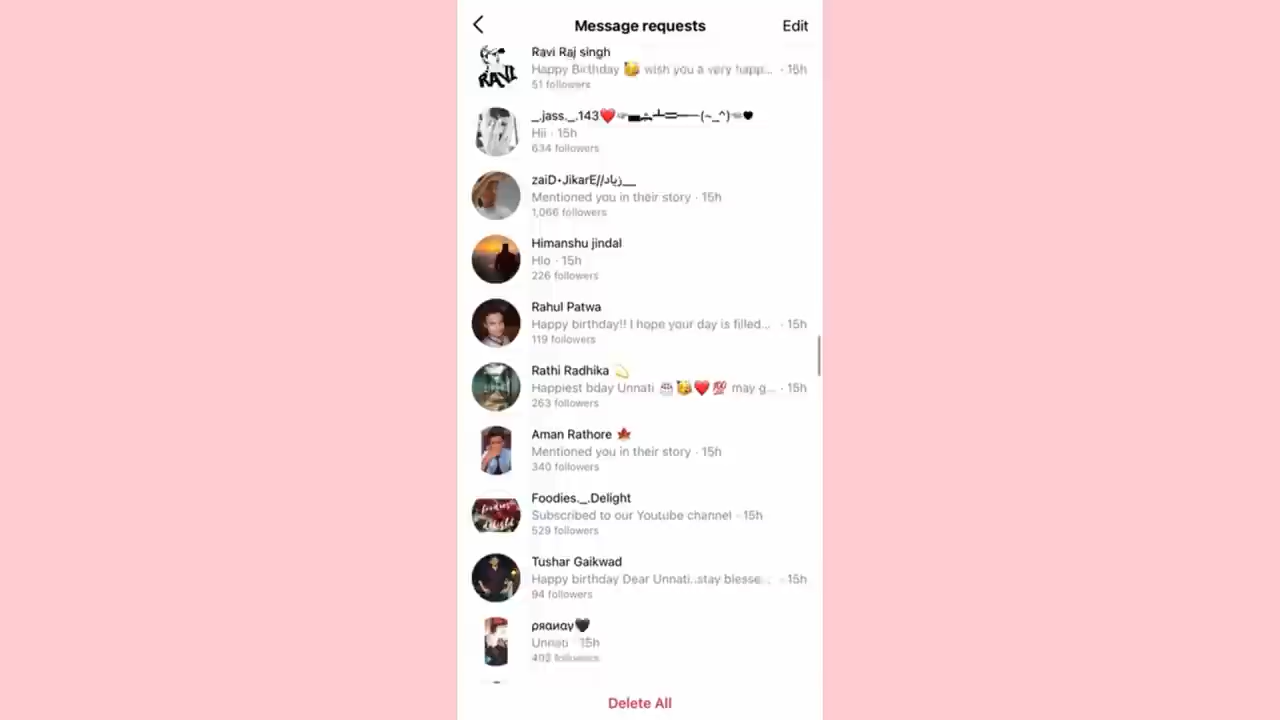 Message requests
Edit
RAVI
Ravi Raj singh
Happy Birthday 🥳 wish you a very happ... · 15h
51 followers
_.jass._.143❤️
Hii · 15h
634 followers
zaiD•JikarE//زياد__
Mentioned you in their story · 15h
1,066 followers
Himanshu jindal
Hlo · 15h
226 followers
Rahul Patwa
Happy birthday!! I hope your day is filled... · 15h
119 followers
Rathi Radhika 💫
Happiest bday Unnati 🎂🥳❤️💯 may g... · 15h
263 followers
Aman Rathore 🍁
Mentioned you in their story · 15h
340 followers
foodies
delight
Foodies._.Delight
Subscribed to our Youtube channel · 15h
529 followers
Tushar Gaikwad
Happy birthday Dear Unnati..stay blesse... · 15h
94 followers
ρяαиαу🖤
Unnati · 15h
402 followers
Delete All